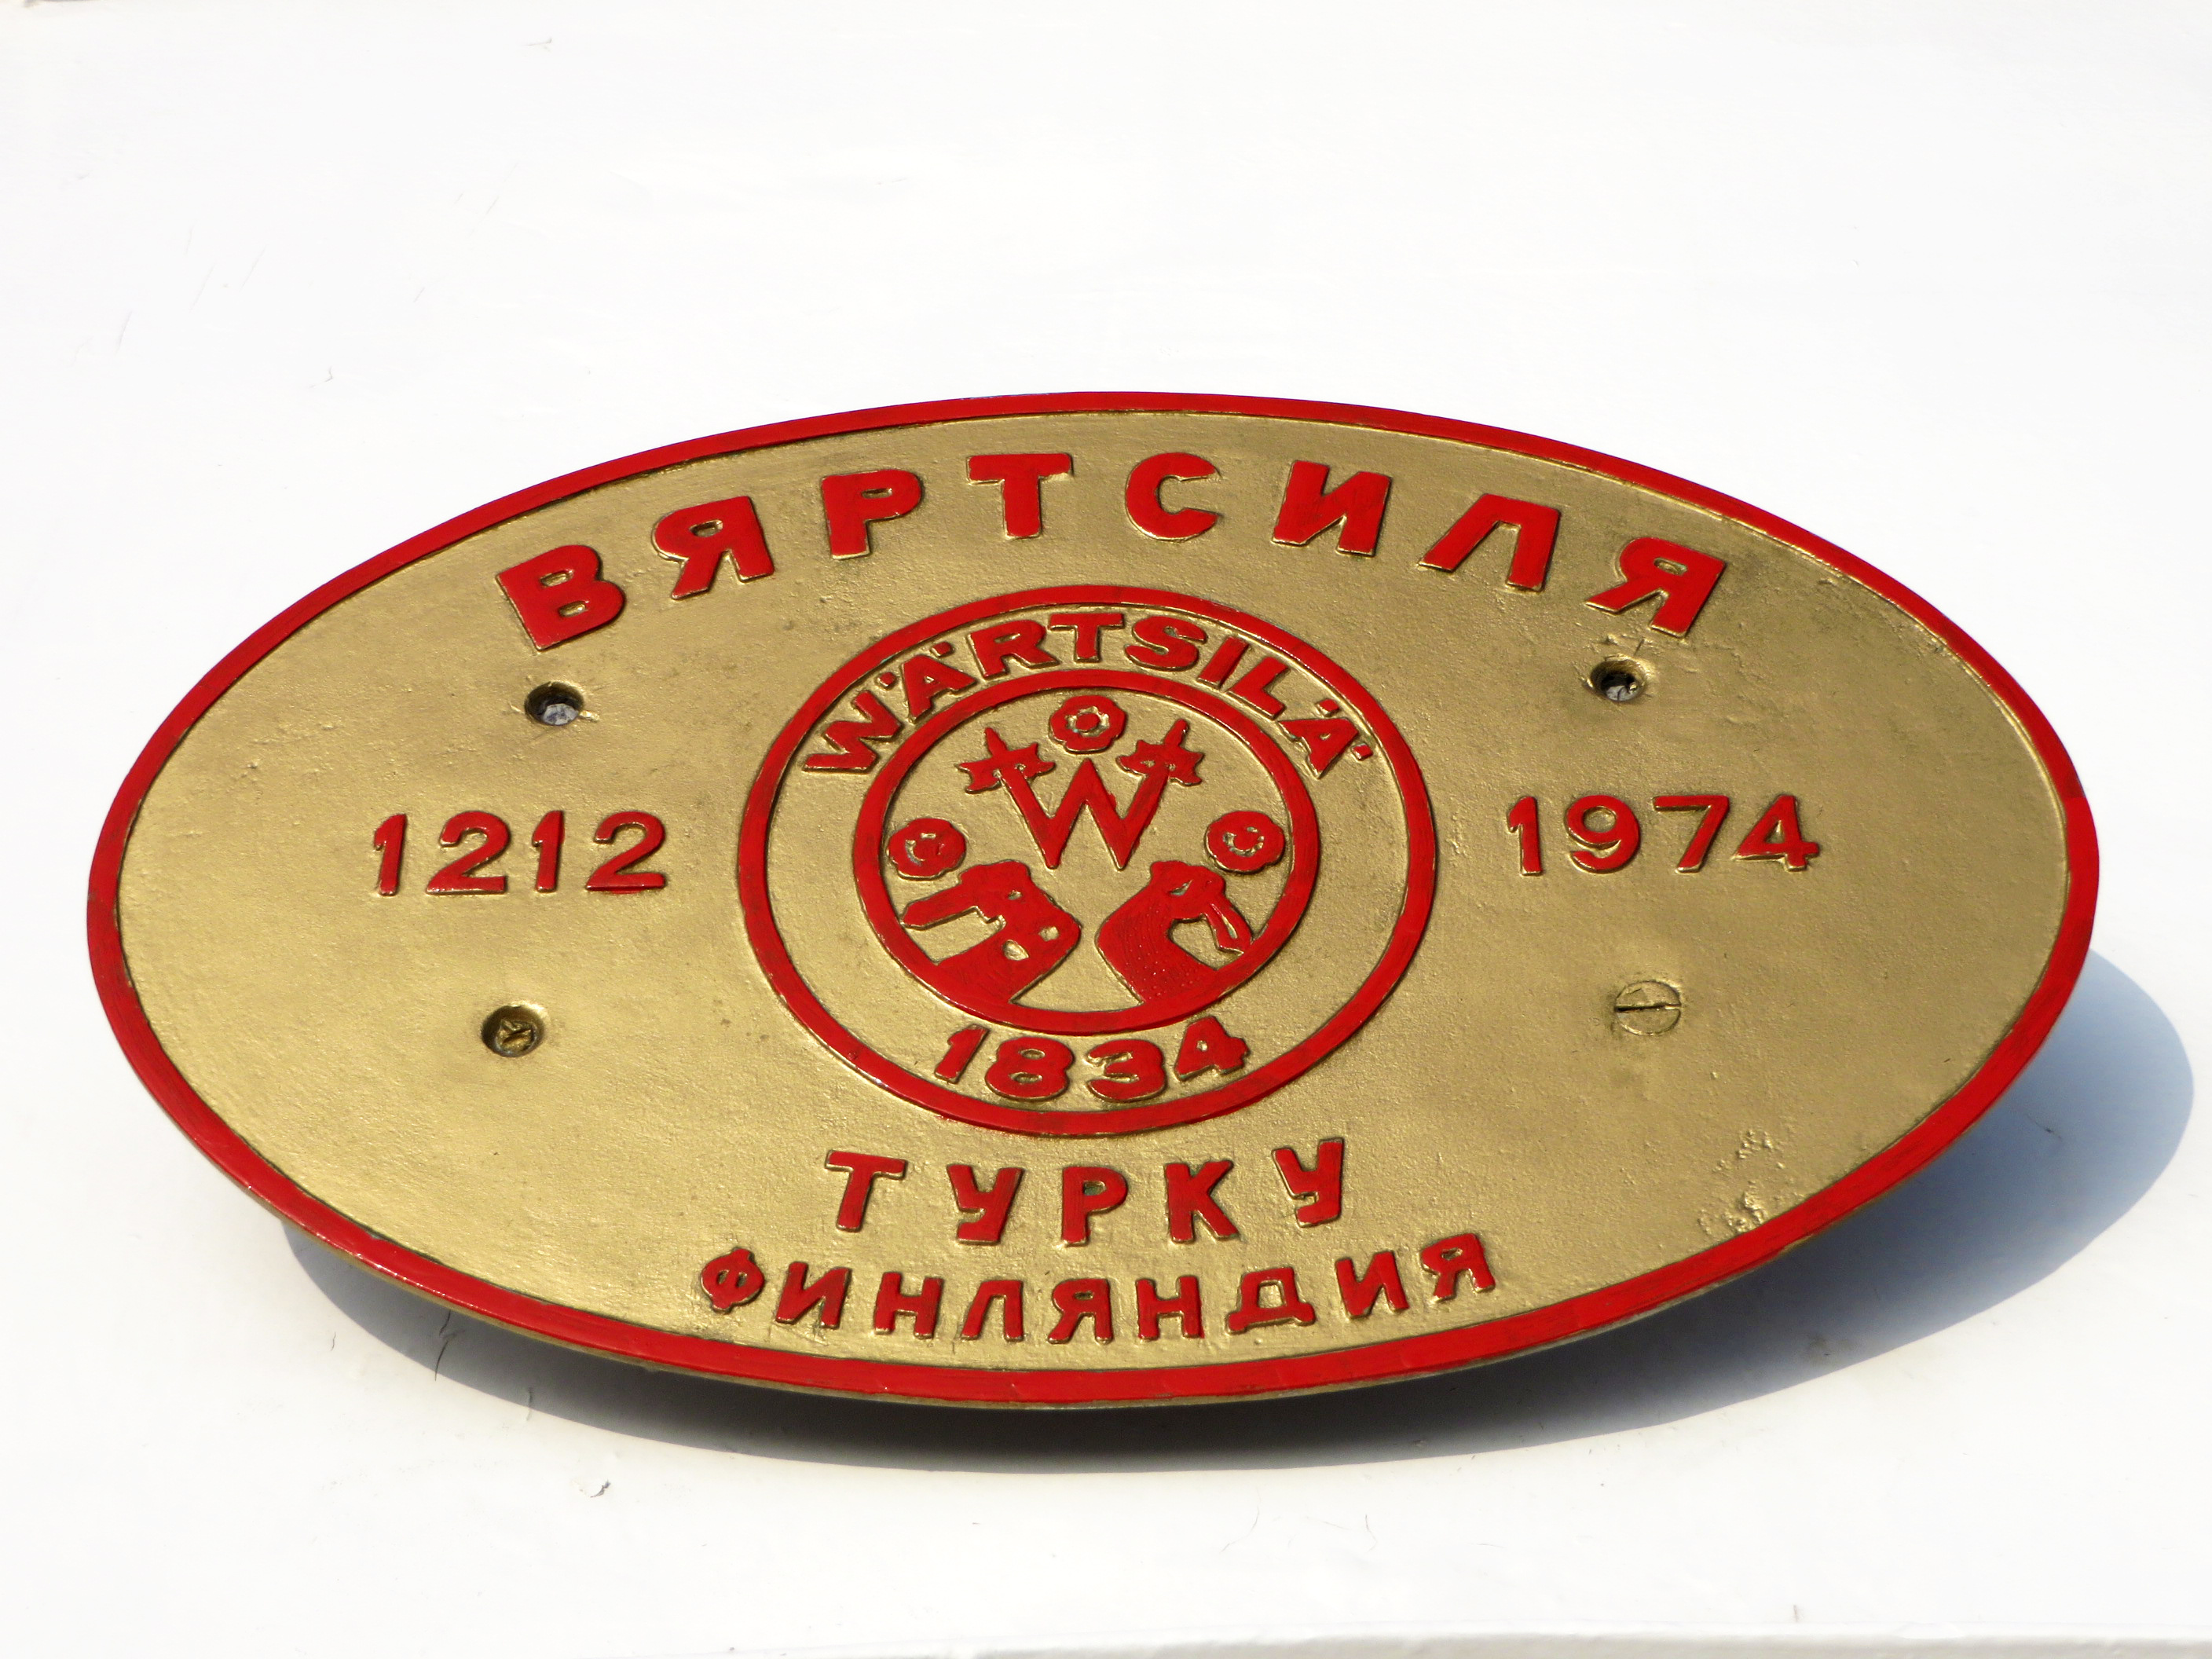 ВЯРТСИЛЯ
WÄRTSILÄ
W
1212
1974
1834
ТУРКУ
ФИНЛЯНДИЯ